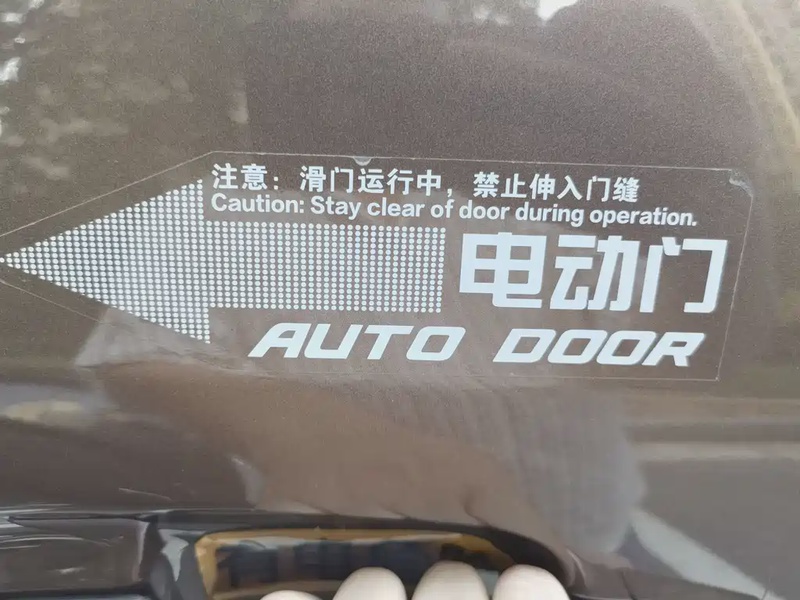 注意：滑门运行中，禁止伸入门缝
Caution: Stay clear of door during operation.
电动门
AUTO DOOR